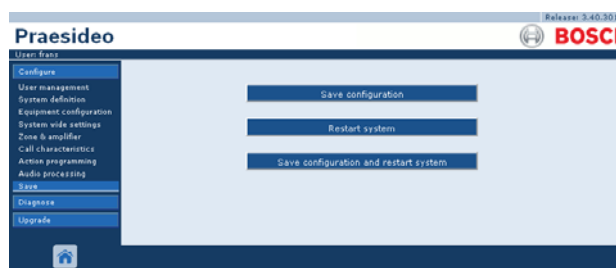 Release: 3.40.30
Praesideo
BOSCH
User: frans
Configure
User management
System definition
Equipment configuration
System wide settings
Zone & amplifier
Call characteristics
Action programming
Audio processing
Save
Diagnose
Upgrade
Save configuration
Restart system
Save configuration and restart system